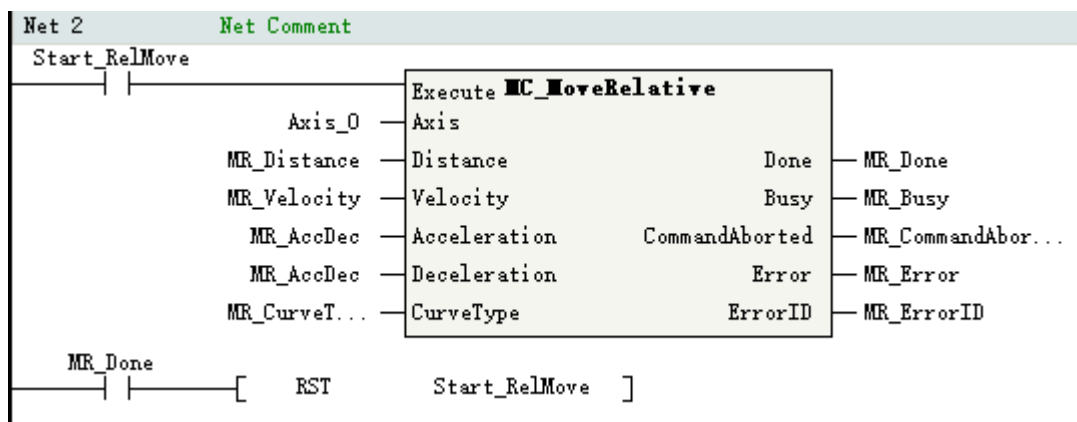 Net 2 Net Comment
Start_RelMove
Execute MC_MoveRelative
Axis_0 Axis
MR_Distance Distance Done MR_Done
MR_Velocity Velocity Busy MR_Busy
MR_AccDec Acceleration CommandAborted MR_CommandAbor...
MR_AccDec Deceleration Error MR_Error
MR_CurveT... CurveType ErrorID MR_ErrorID
MR_Done
[ RST Start_RelMove ]